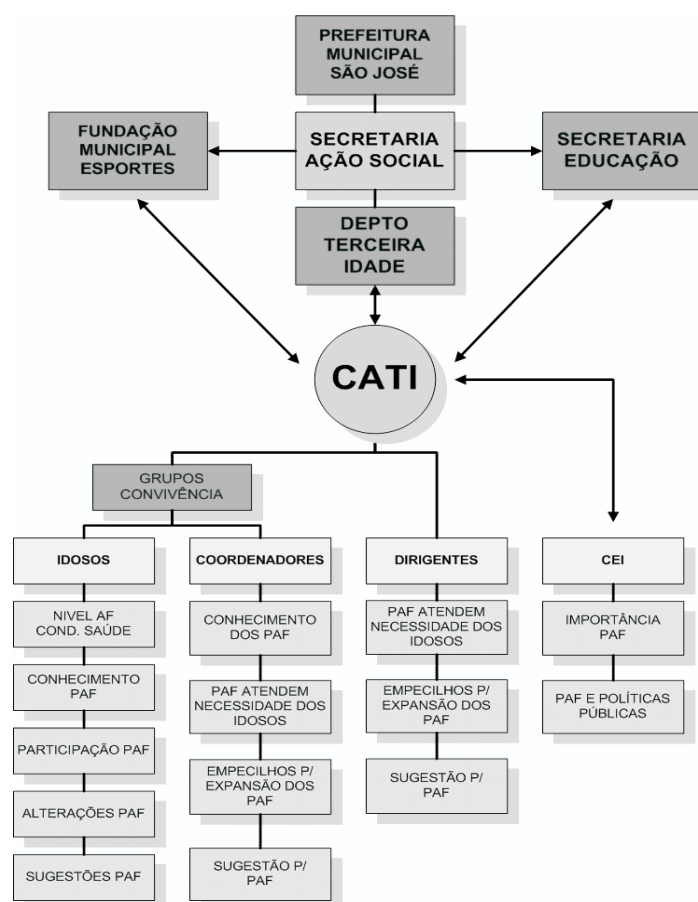 PREFEITURA
MUNICIPAL
SÃO JOSÉ
FUNDAÇÃO
MUNICIPAL
ESPORTES
SECRETARIA
AÇÃO SOCIAL
SECRETARIA
EDUCAÇÃO
DEPTO
TERCEIRA
IDADE
CATI
GRUPOS
CONVIVÊNCIA
IDOSOS
NIVEL AF
COND. SAÚDE
CONHECIMENTO
PAF
PARTICIPAÇÃO PAF
ALTERAÇÕES PAF
SUGESTÕES PAF
COORDENADORES
CONHECIMENTO
DOS PAF
PAF ATENDEM
NECESSIDADE DOS
IDOSOS
EMPECILHOS P/
EXPANSÃO DOS
PAF
SUGESTÃO P/
PAF
DIRIGENTES
PAF ATENDEM
NECESSIDADE DOS
IDOSOS
EMPECILHOS P/
EXPANSÃO DOS
PAF
SUGESTÃO P/
PAF
CEI
IMPORTÂNCIA
PAF
PAF E POLÍTICAS
PÚBLICAS